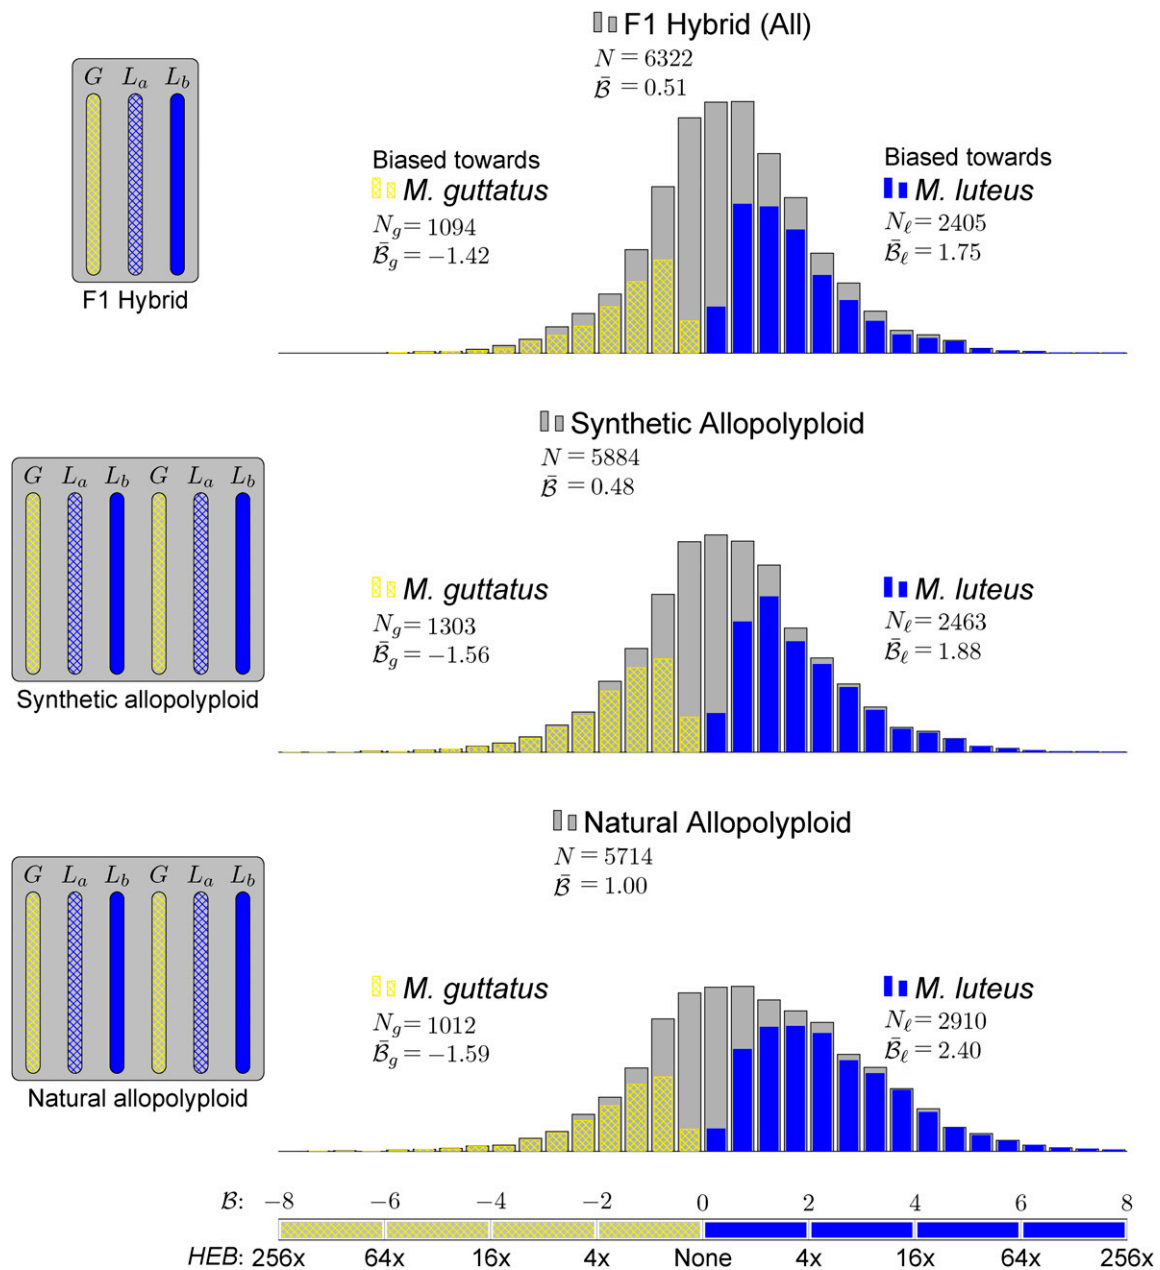 F1 Hybrid (All)
N = 6322
B̄ = 0.51
G L_a L_b
F1 Hybrid
Biased towards
M. guttatus
N_g = 1094
B̄_g = −1.42
Biased towards
M. luteus
N_ℓ = 2405
B̄_ℓ = 1.75
Synthetic Allopolyploid
N = 5884
B̄ = 0.48
G L_a L_b G L_a L_b
Synthetic allopolyploid
M. guttatus
N_g = 1303
B̄_g = −1.56
M. luteus
N_ℓ = 2463
B̄_ℓ = 1.88
Natural Allopolyploid
N = 5714
B̄ = 1.00
G L_a L_b G L_a L_b
Natural allopolyploid
M. guttatus
N_g = 1012
B̄_g = −1.59
M. luteus
N_ℓ = 2910
B̄_ℓ = 2.40
B: −8 −6 −4 −2 0 2 4 6 8
HEB: 256x 64x 16x 4x None 4x 16x 64x 256x